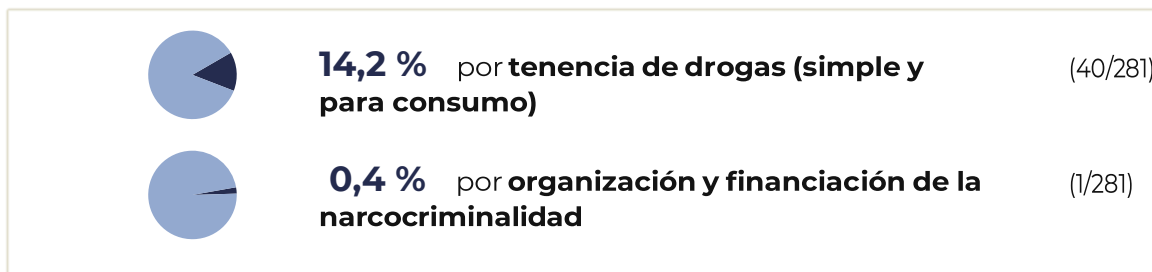 14,2 % por tenencia de drogas (simple y (40/281)
para consumo)
0,4 % por organización y financiación de la (1/281)
narcocriminalidad